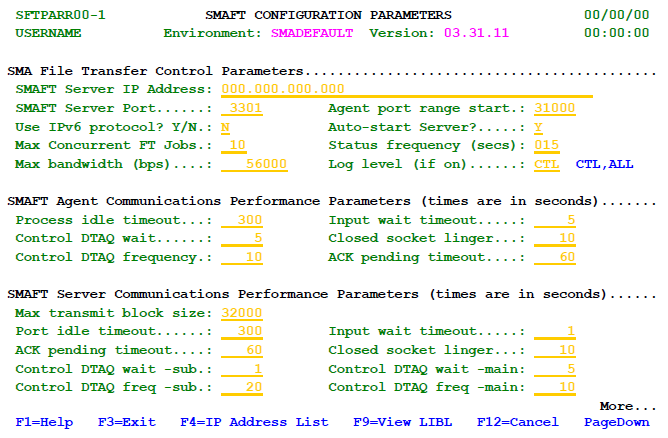 SFTPARR00-1 SMAFT CONFIGURATION PARAMETERS 00/00/00
USERNAME Environment: SMADEFAULT Version: 03.31.11 00:00:00
SMA File Transfer Control Parameters...........................................
SMAFT Server IP Address: 000.000.000.000
SMAFT Server Port......: 3301 Agent port range start.: 31000
Use IPv6 protocol? Y/N.: N Auto-start Server?.....: Y
Max Concurrent FT Jobs.: 10 Status frequency (secs): 015
Max bandwidth (bps)....: 56000 Log level (if on)......: CTL CTL,ALL
SMAFT Agent Communications Performance Parameters (times are in seconds).......
Process idle timeout...: 300 Input wait timeout.....: 5
Control DTAQ wait......: 5 Closed socket linger...: 10
Control DTAQ frequency.: 10 ACK pending timeout....: 60
SMAFT Server Communications Performance Parameters (times are in seconds)......
Max transmit block size: 32000
Port idle timeout......: 300 Input wait timeout.....: 1
ACK pending timeout....: 60 Closed socket linger...: 10
Control DTAQ wait -sub.: 1 Control DTAQ wait -main: 5
Control DTAQ freq -sub.: 20 Control DTAQ freq -main: 10
More...
F1=Help F3=Exit F4=IP Address List F9=View LIBL F12=Cancel PageDown